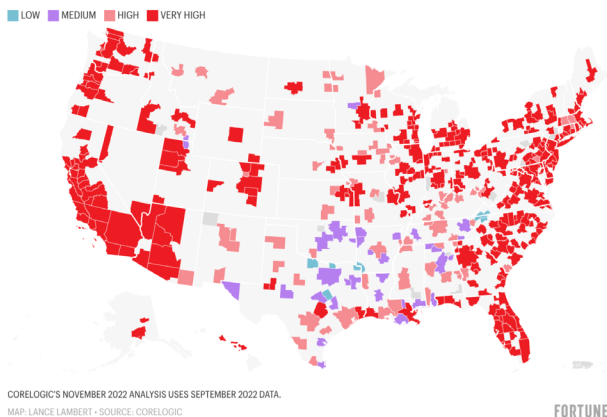 LOW MEDIUM HIGH VERY HIGH
CORELOGIC'S NOVEMBER 2022 ANALYSIS USES SEPTEMBER 2022 DATA.
MAP: LANCE LAMBERT • SOURCE: CORELOGIC
FORTUNE